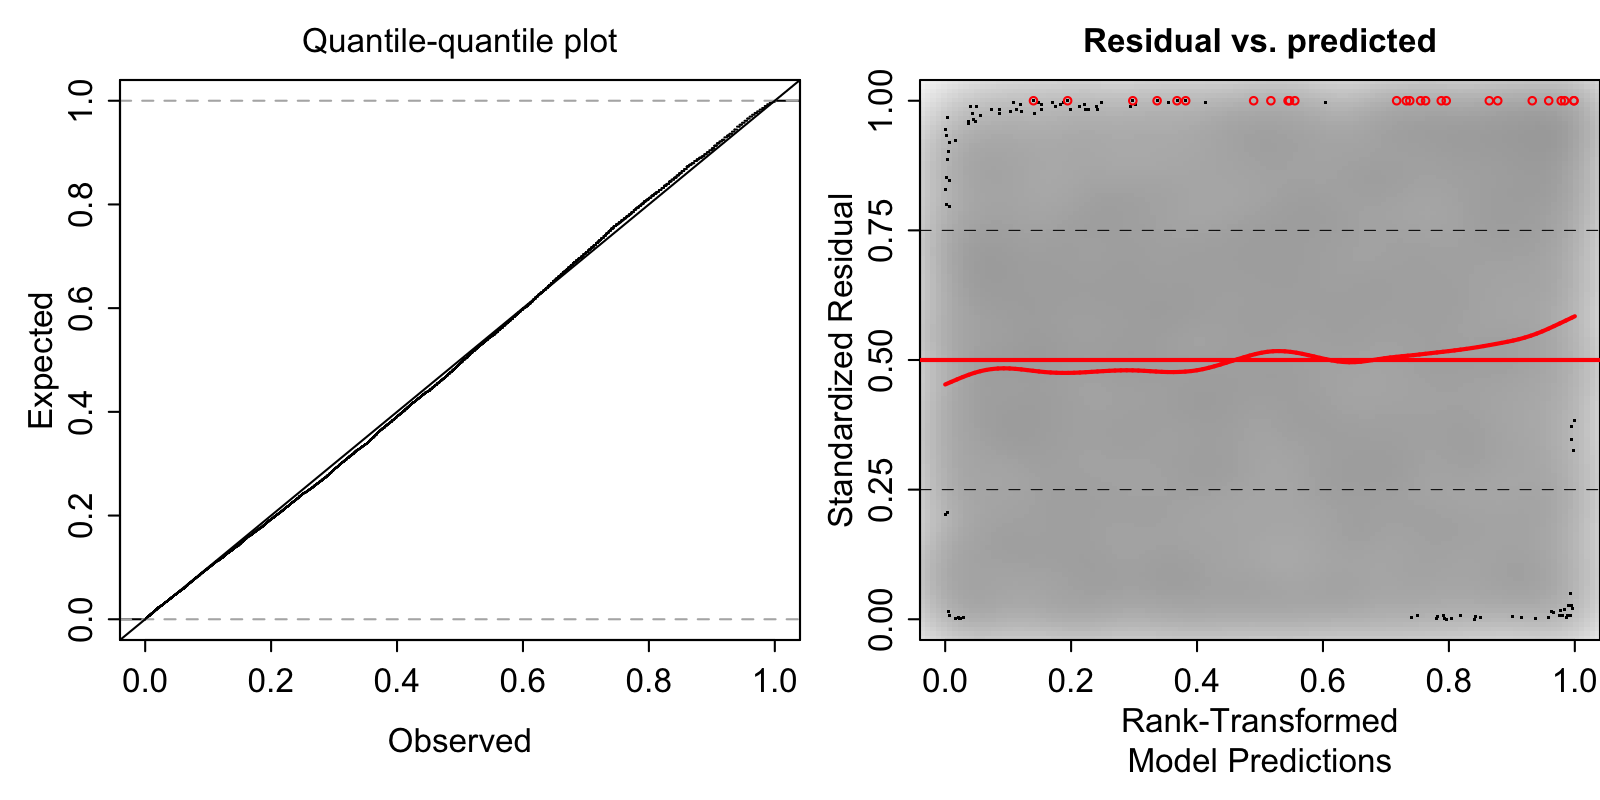 Quantile-quantile plot
Expected
0.0 0.2 0.4 0.6 0.8 1.0
0.0 0.2 0.4 0.6 0.8 1.0
Observed
Residual vs. predicted
Standardized Residual
0.00 0.25 0.50 0.75 1.00
0.0 0.2 0.4 0.6 0.8 1.0
Rank-Transformed
Model Predictions